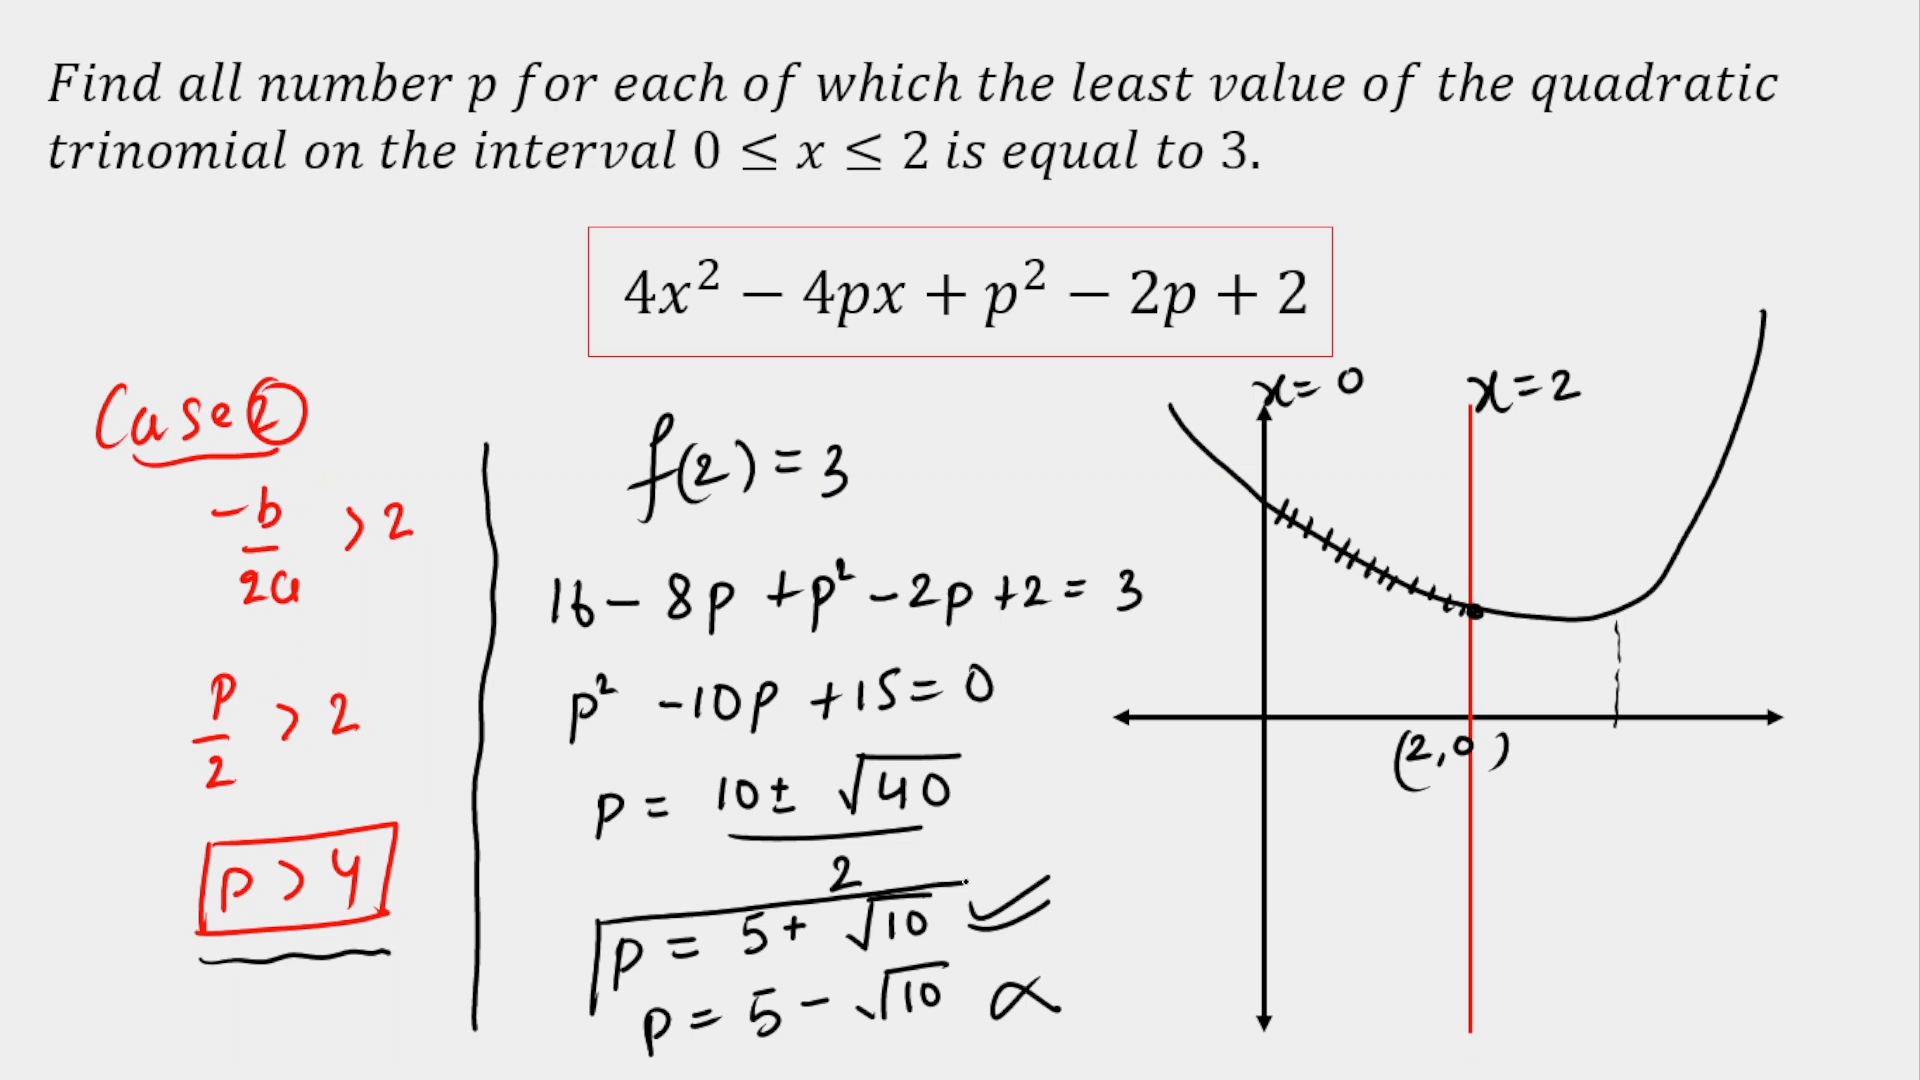 Find all number p for each of which the least value of the quadratic
trinomial on the interval 0 ≤ x ≤ 2 is equal to 3.
4x² − 4px + p² − 2p + 2
Case 2
-b/2a > 2
p/2 > 2
p > 4
f(2) = 3
16 - 8p + p² - 2p + 2 = 3
p² - 10p + 15 = 0
p = 10 ± √40 / 2
p = 5 + √10
p = 5 - √10
x = 0
x = 2
(2,0)